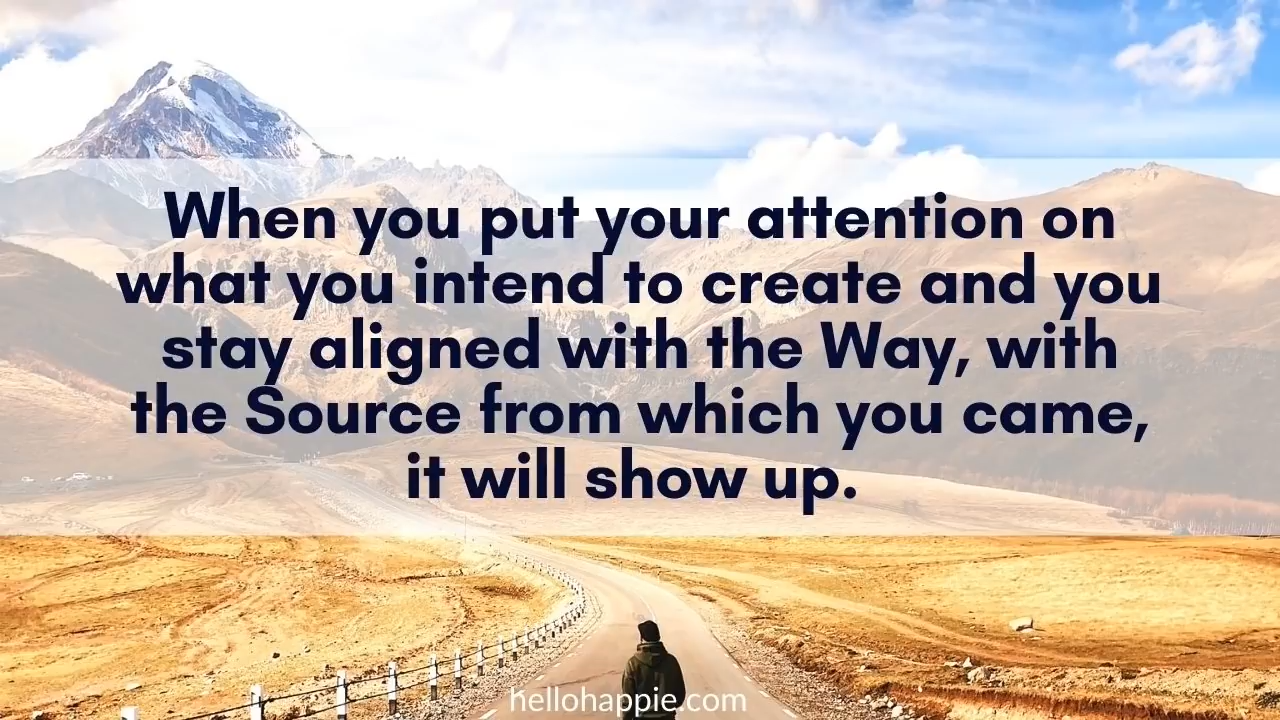 When you put your attention on
what you intend to create and you
stay aligned with the Way, with
the Source from which you came,
it will show up.
hellohappie.com